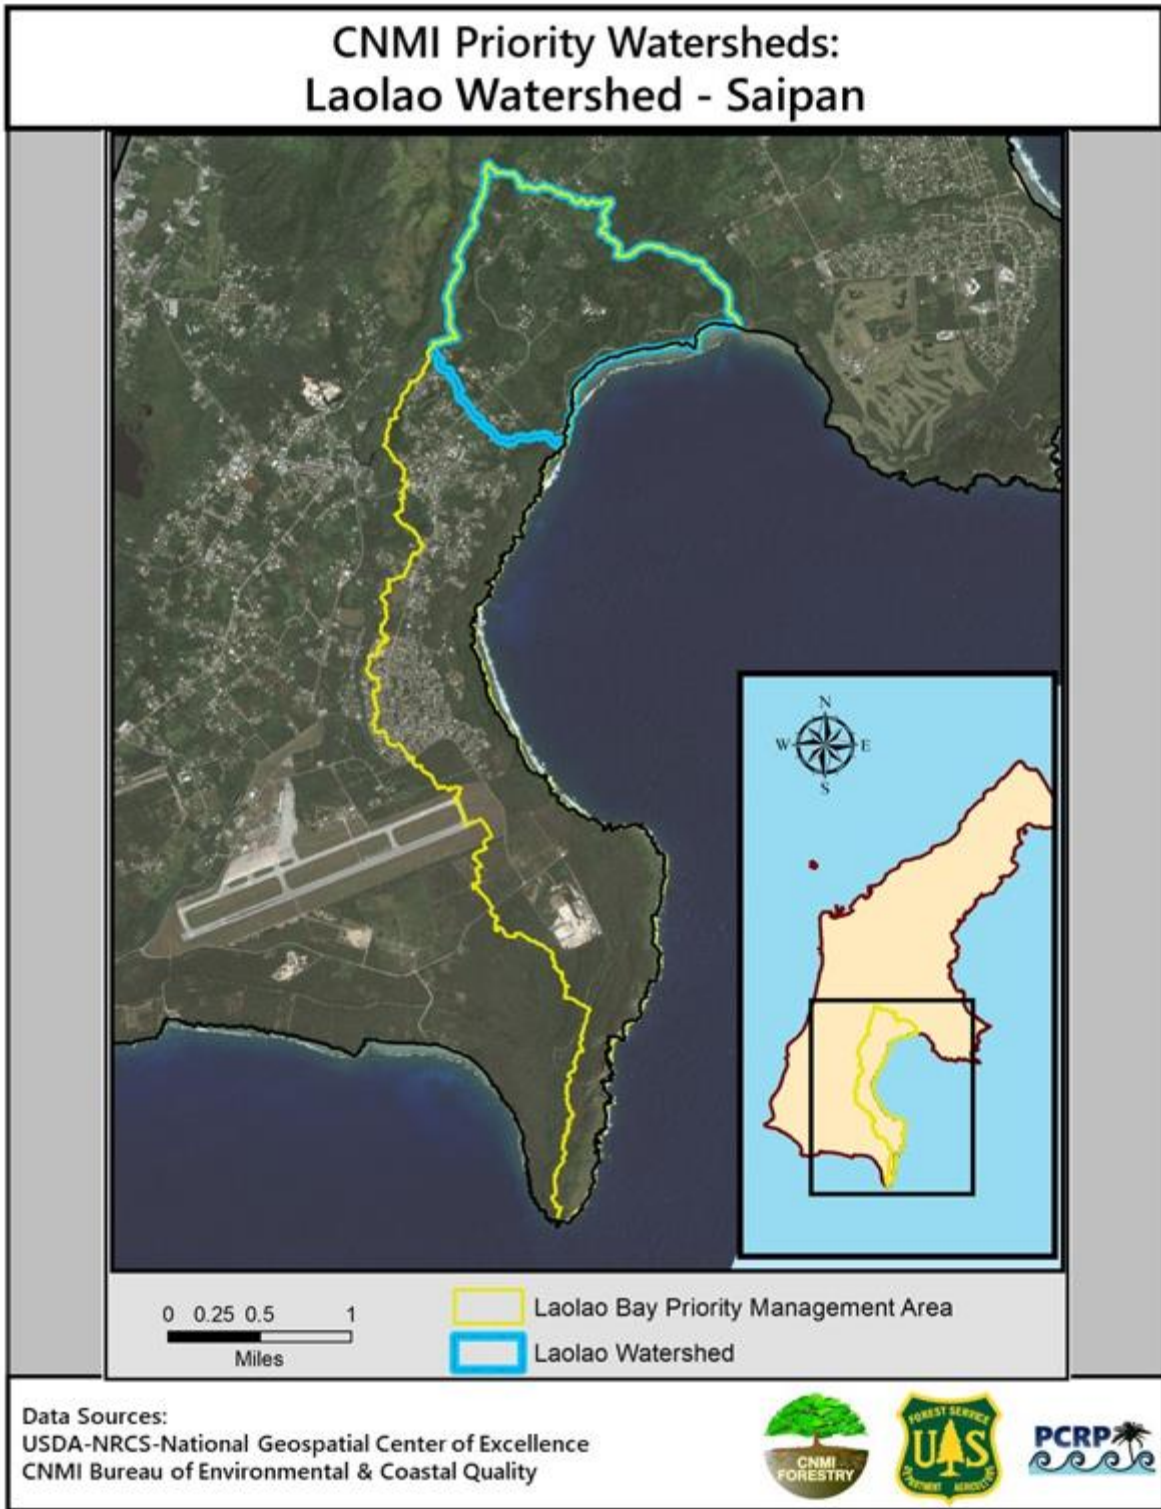 CNMI Priority Watersheds:
Laolao Watershed - Saipan
N
W E
S
0 0.25 0.5 1
Miles
Laolao Bay Priority Management Area
Laolao Watershed
Data Sources:
USDA-NRCS-National Geospatial Center of Excellence
CNMI Bureau of Environmental & Coastal Quality
CNMI
FORESTRY
FOREST SERVICE
US
DEPARTMENT AGRICULTURE
PCRP